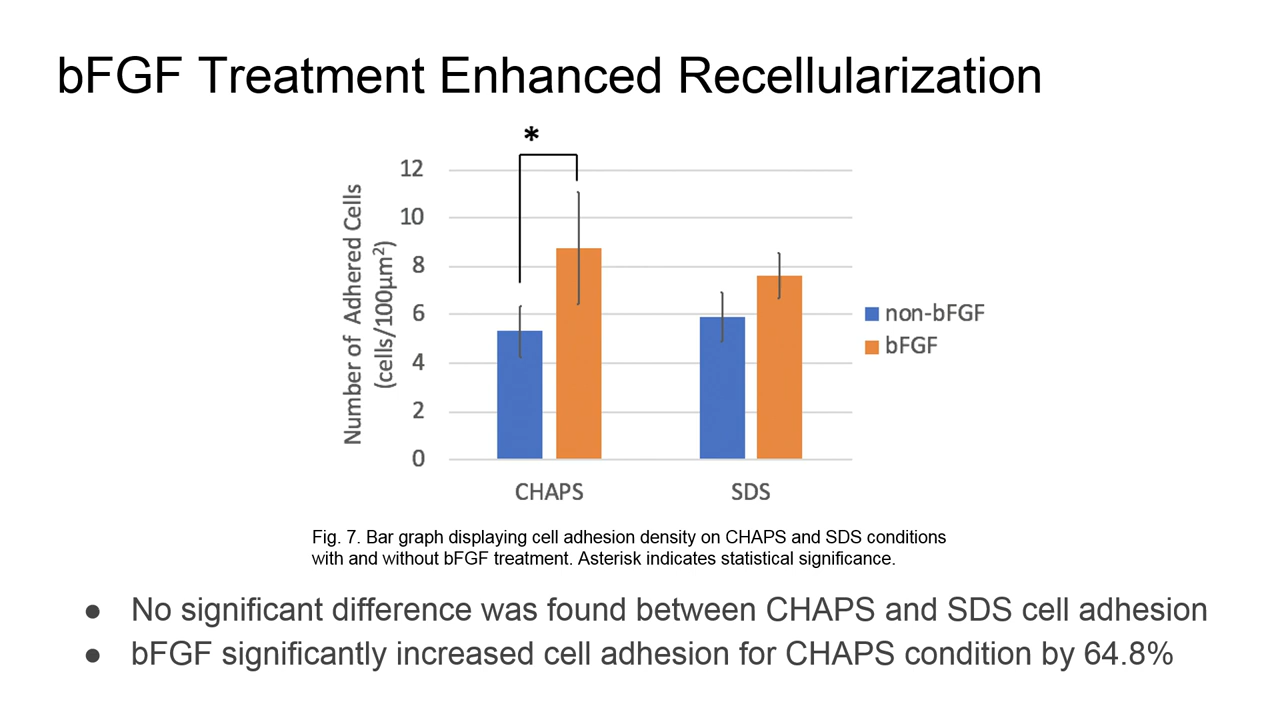 bFGF Treatment Enhanced Recellularization
*
12
10
8
6
4
2
0
Number of Adhered Cells
(cells/100µm²)
CHAPS
SDS
non-bFGF
bFGF
Fig. 7. Bar graph displaying cell adhesion density on CHAPS and SDS conditions
with and without bFGF treatment. Asterisk indicates statistical significance.
● No significant difference was found between CHAPS and SDS cell adhesion
● bFGF significantly increased cell adhesion for CHAPS condition by 64.8%